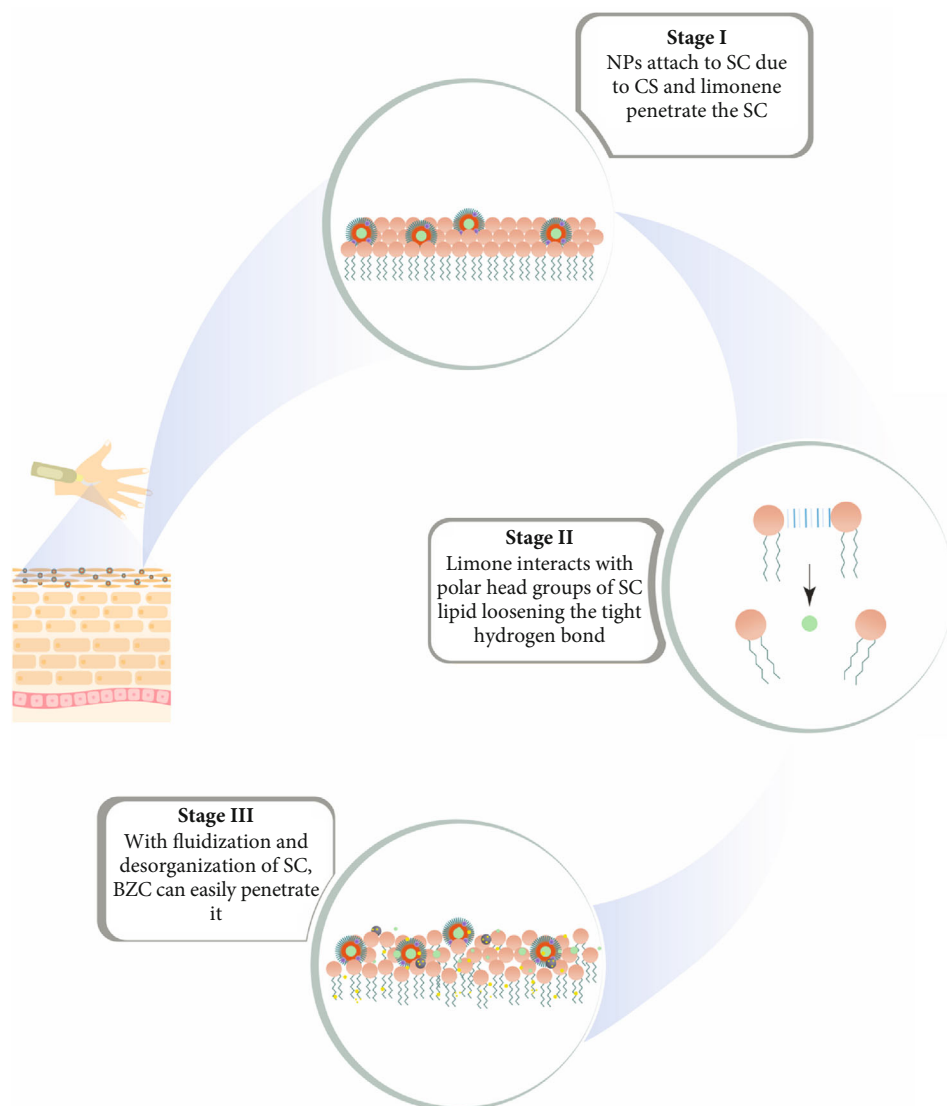 Stage I
NPs attach to SC due
to CS and limonene
penetrate the SC
Stage II
Limone interacts with
polar head groups of SC
lipid loosening the tight
hydrogen bond
Stage III
With fluidization and
desorganization of SC,
BZC can easily penetrate
it